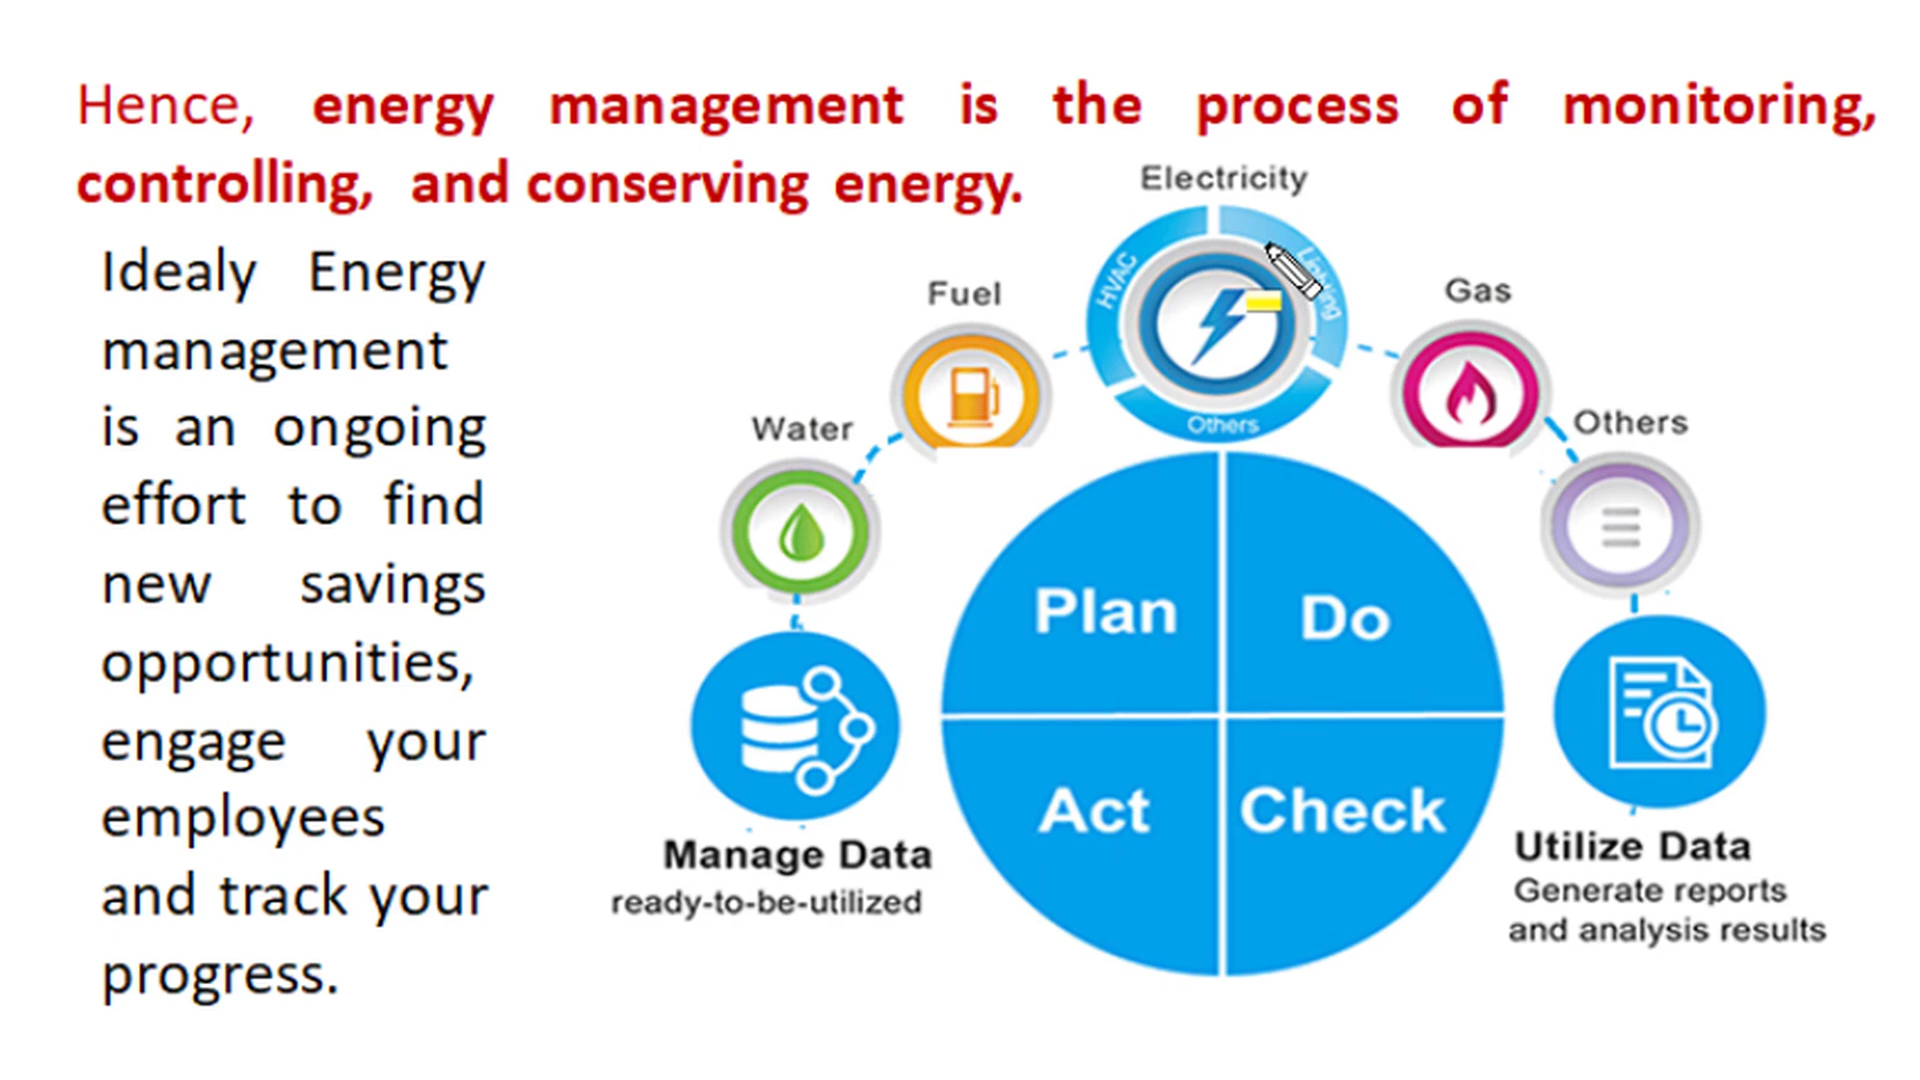 Hence, energy management is the process of monitoring,
controlling, and conserving energy.
Idealy Energy
management
is an ongoing
effort to find
new savings
opportunities,
engage your
employees
and track your
progress.
Electricity
HVAC
Lighting
Others
Fuel
Gas
Water
Others
Plan
Do
Act
Check
Manage Data
ready-to-be-utilized
Utilize Data
Generate reports
and analysis results